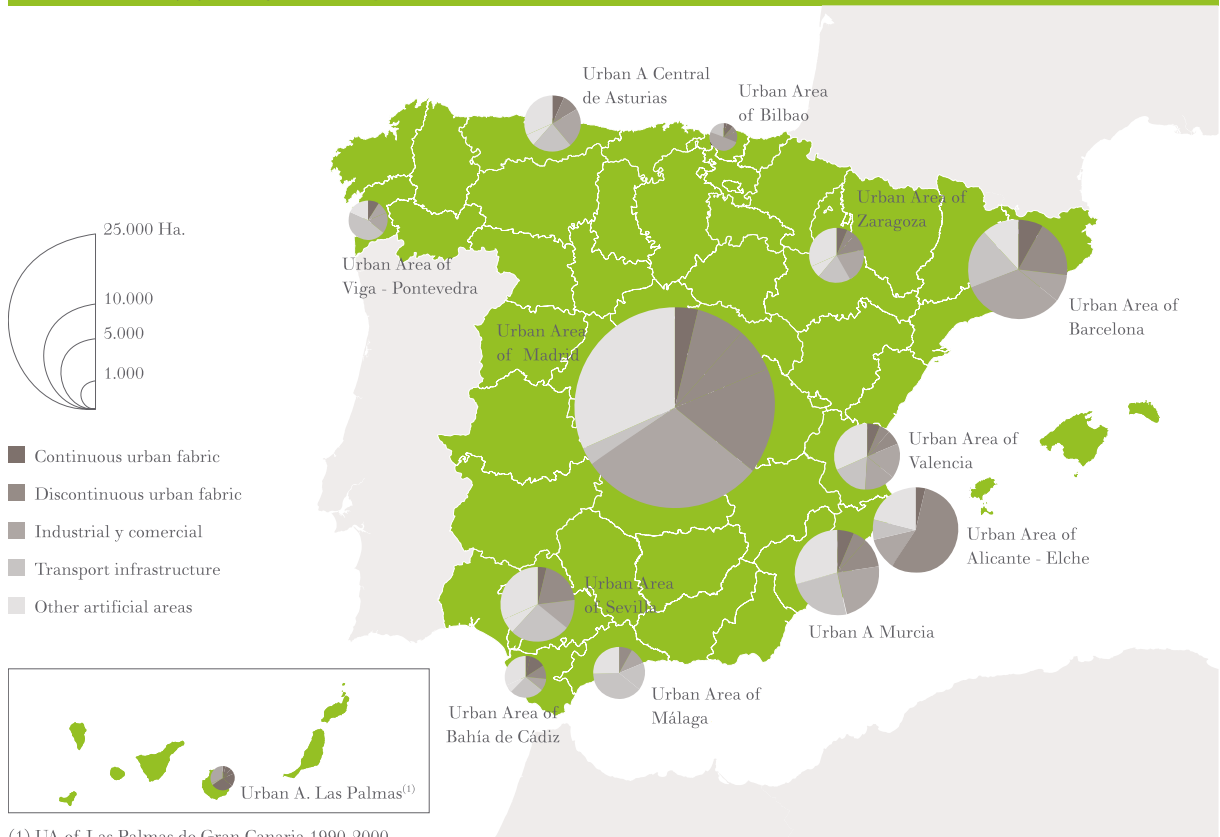 Urban A Central
de Asturias
Urban Area
of Bilbao
Urban Area of
Zaragoza
25.000 Ha.
10.000
5.000
1.000
Urban Area of
Viga - Pontevedra
Urban Area of
Barcelona
Urban Area
of Madrid
Urban Area of
Valencia
Continuous urban fabric
Discontinuous urban fabric
Industrial y comercial
Transport infrastructure
Other artificial areas
Urban Area of
Alicante - Elche
Urban Area
of Sevilla
Urban A Murcia
Urban Area of
Málaga
Urban Area of
Bahía de Cádiz
Urban A. Las Palmas(1)
(1) UA of Las Palmas de Gran Canaria 1990-2000